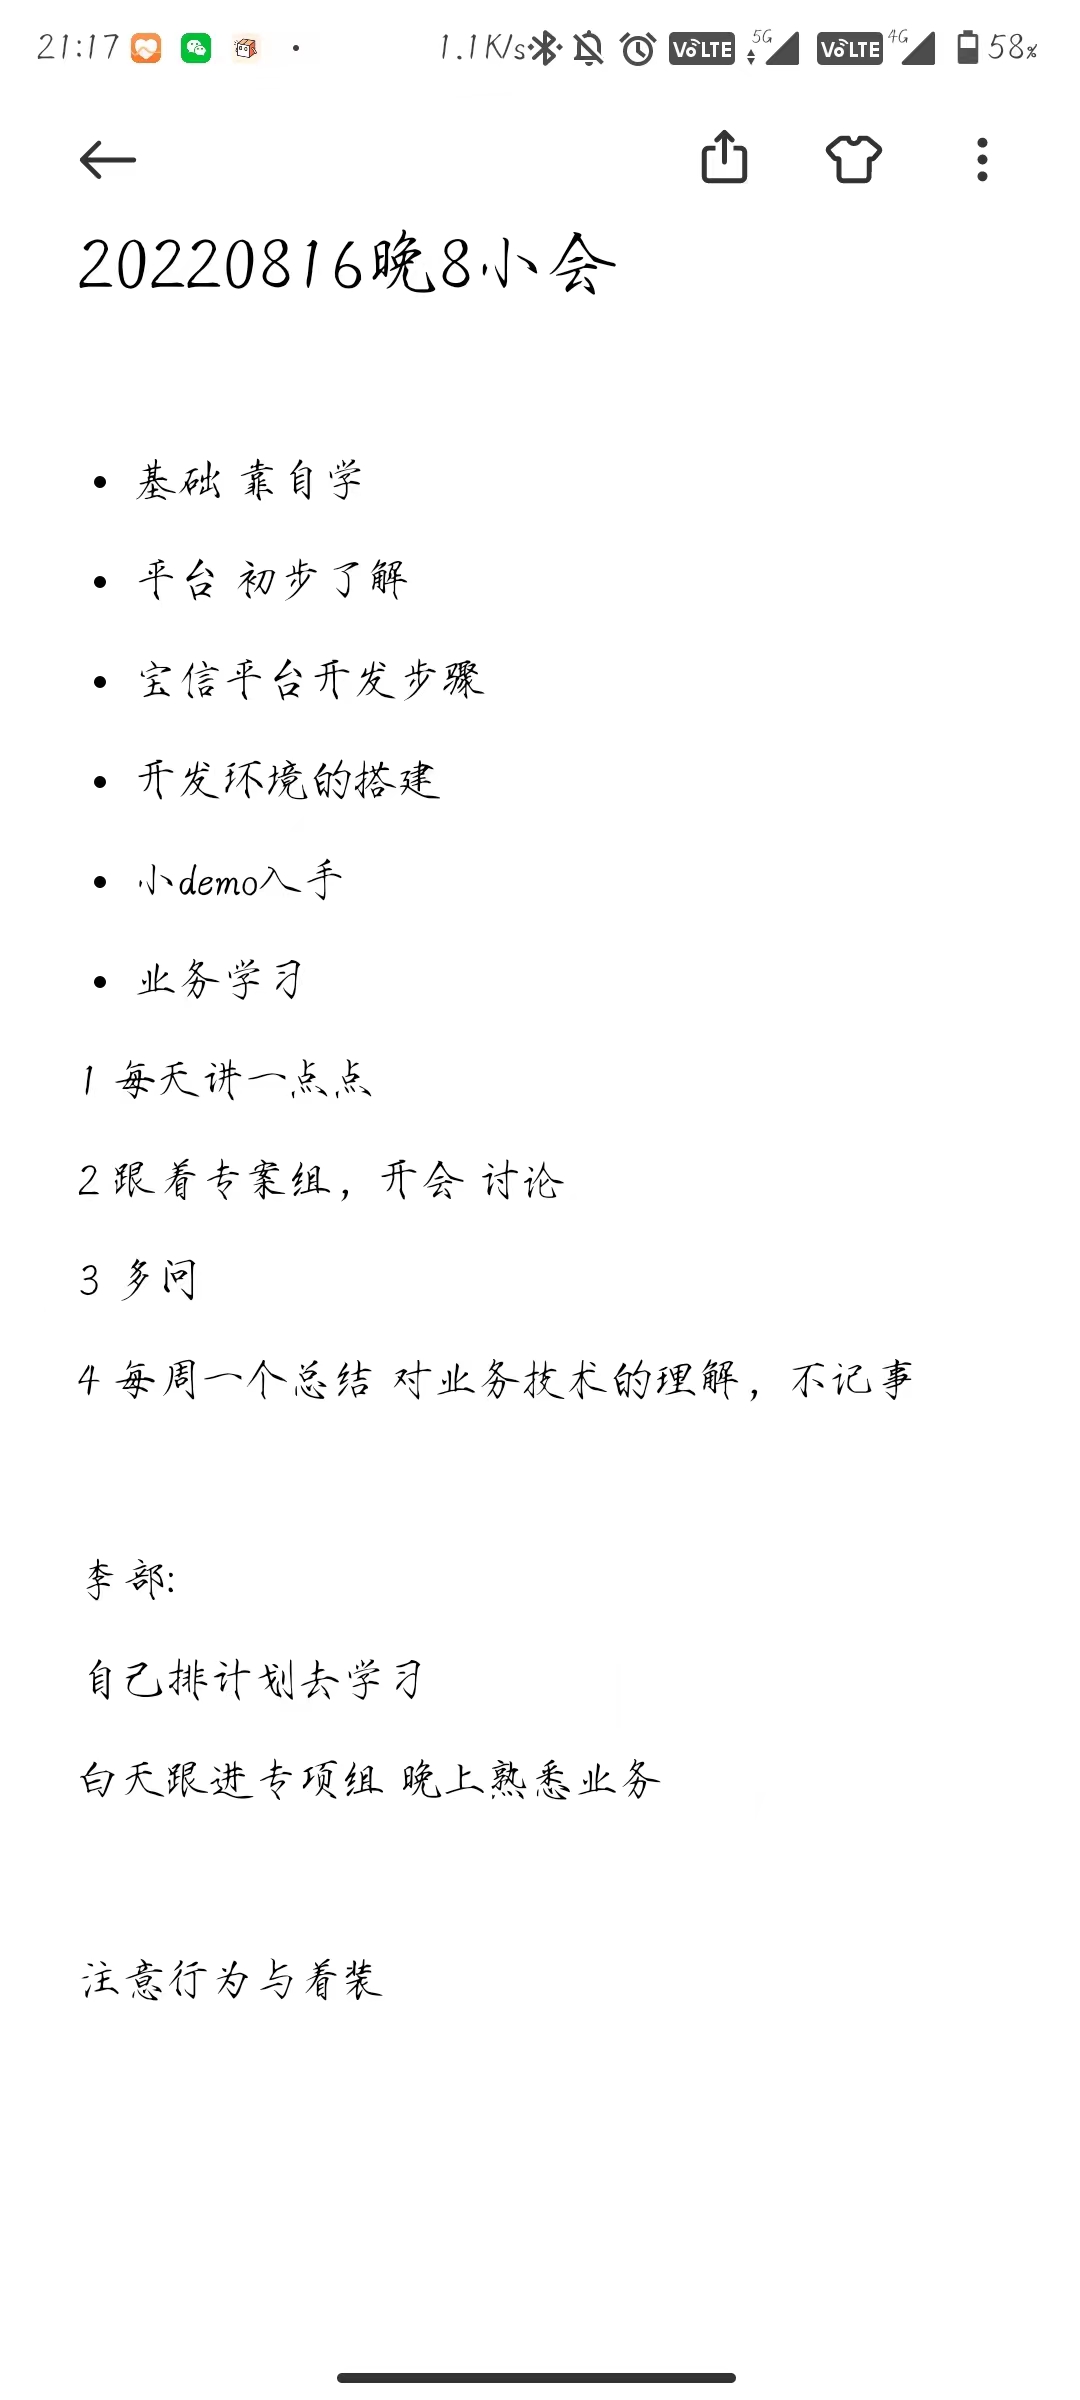 21:17 1.1K/s VoLTE 5G VoLTE 4G 58%
20220816晚8小会
• 基础 靠自学
• 平台 初步了解
• 宝信平台开发步骤
• 开发环境的搭建
• 小demo入手
• 业务学习
1 每天讲一点点
2 跟着专案组，开会 讨论
3 多问
4 每周一个总结 对业务技术的理解，不记事
李部:
自己排计划去学习
白天跟进专项组 晚上熟悉业务
注意行为与着装